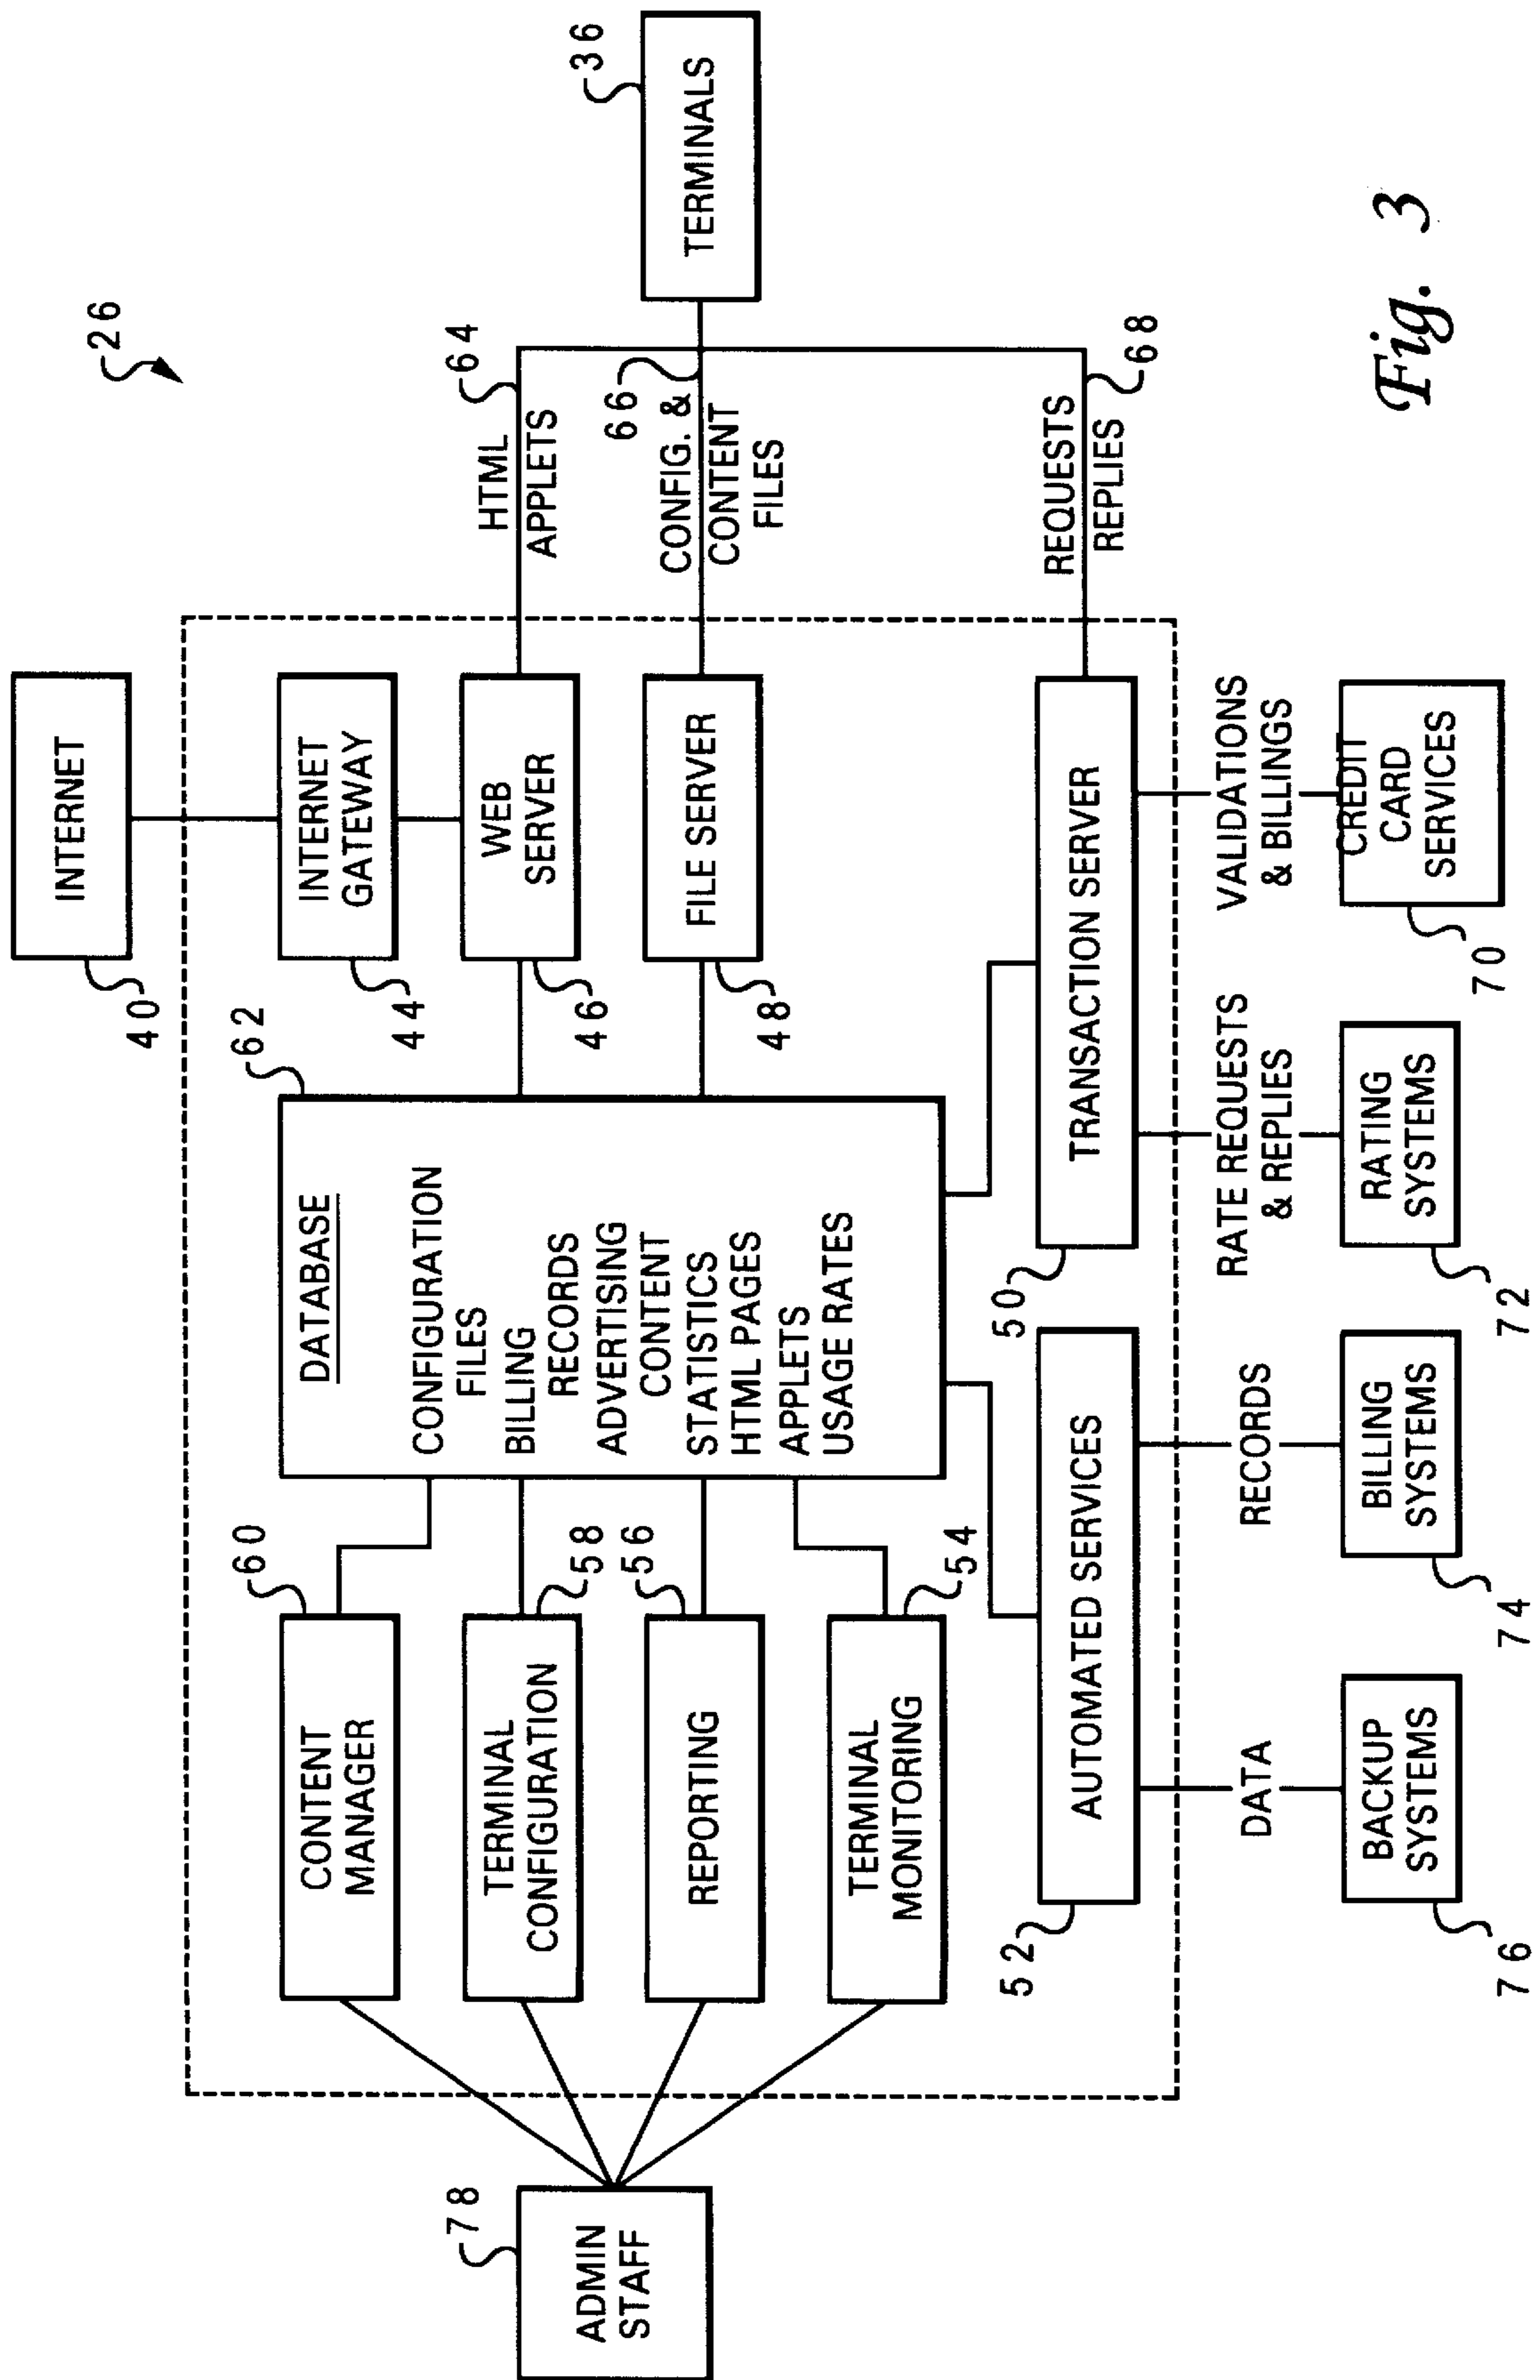 26
INTERNET
40
INTERNET
GATEWAY
44
WEB
SERVER
46
FILE SERVER
48
62
DATABASE
CONFIGURATION
FILES
BILLING
RECORDS
ADVERTISING
CONTENT
STATISTICS
HTML PAGES
APPLETS
USAGE RATES
60
CONTENT
MANAGER
58
TERMINAL
CONFIGURATION
56
REPORTING
54
TERMINAL
MONITORING
78
ADMIN
STAFF
64
HTML
APPLETS
66
CONFIG. &
CONTENT
FILES
TERMINALS
36
REQUESTS
REPLIES
68
52
AUTOMATED SERVICES
50
TRANSACTION SERVER
DATA
RECORDS
RATE REQUESTS
& REPLIES
VALIDATIONS
& BILLINGS
BACKUP
SYSTEMS
76
BILLING
SYSTEMS
74
RATING
SYSTEMS
72
CREDIT
CARD
SERVICES
70
Fig. 3